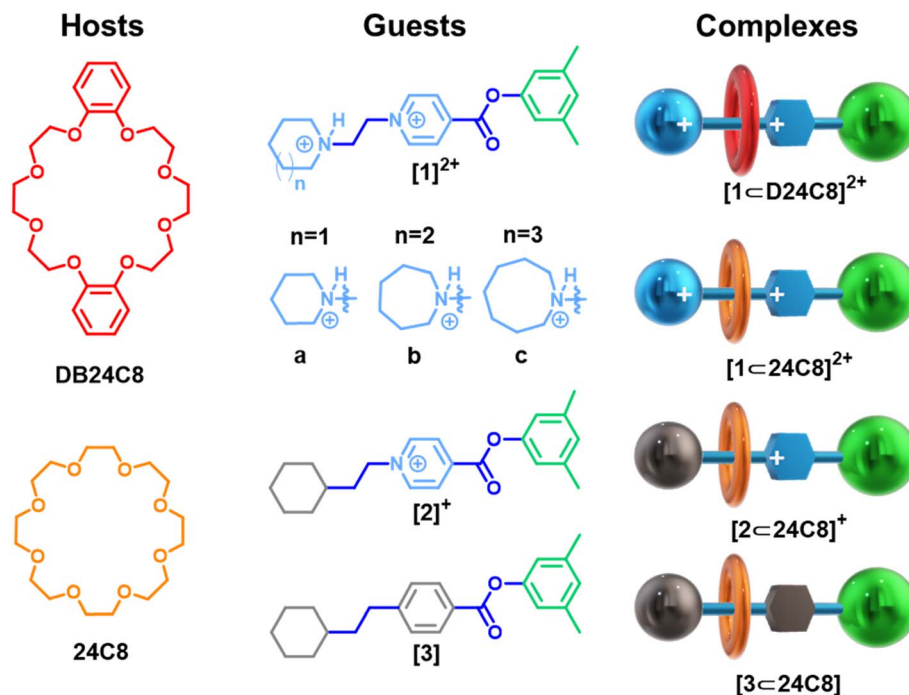 Hosts
Guests
Complexes
O O
O O
O O
O O
DB24C8
O O
O O
O O
O O
24C8
H
N
+
n
N
+
O
O
[1]²⁺
n=1
n=2
n=3
N H
+
N H
+
N H
+
a
b
c
N
+
O
O
[2]⁺
O
O
[3]
+ +
[1⊂D24C8]²⁺
+ +
[1⊂24C8]²⁺
+
[2⊂24C8]⁺
[3⊂24C8]